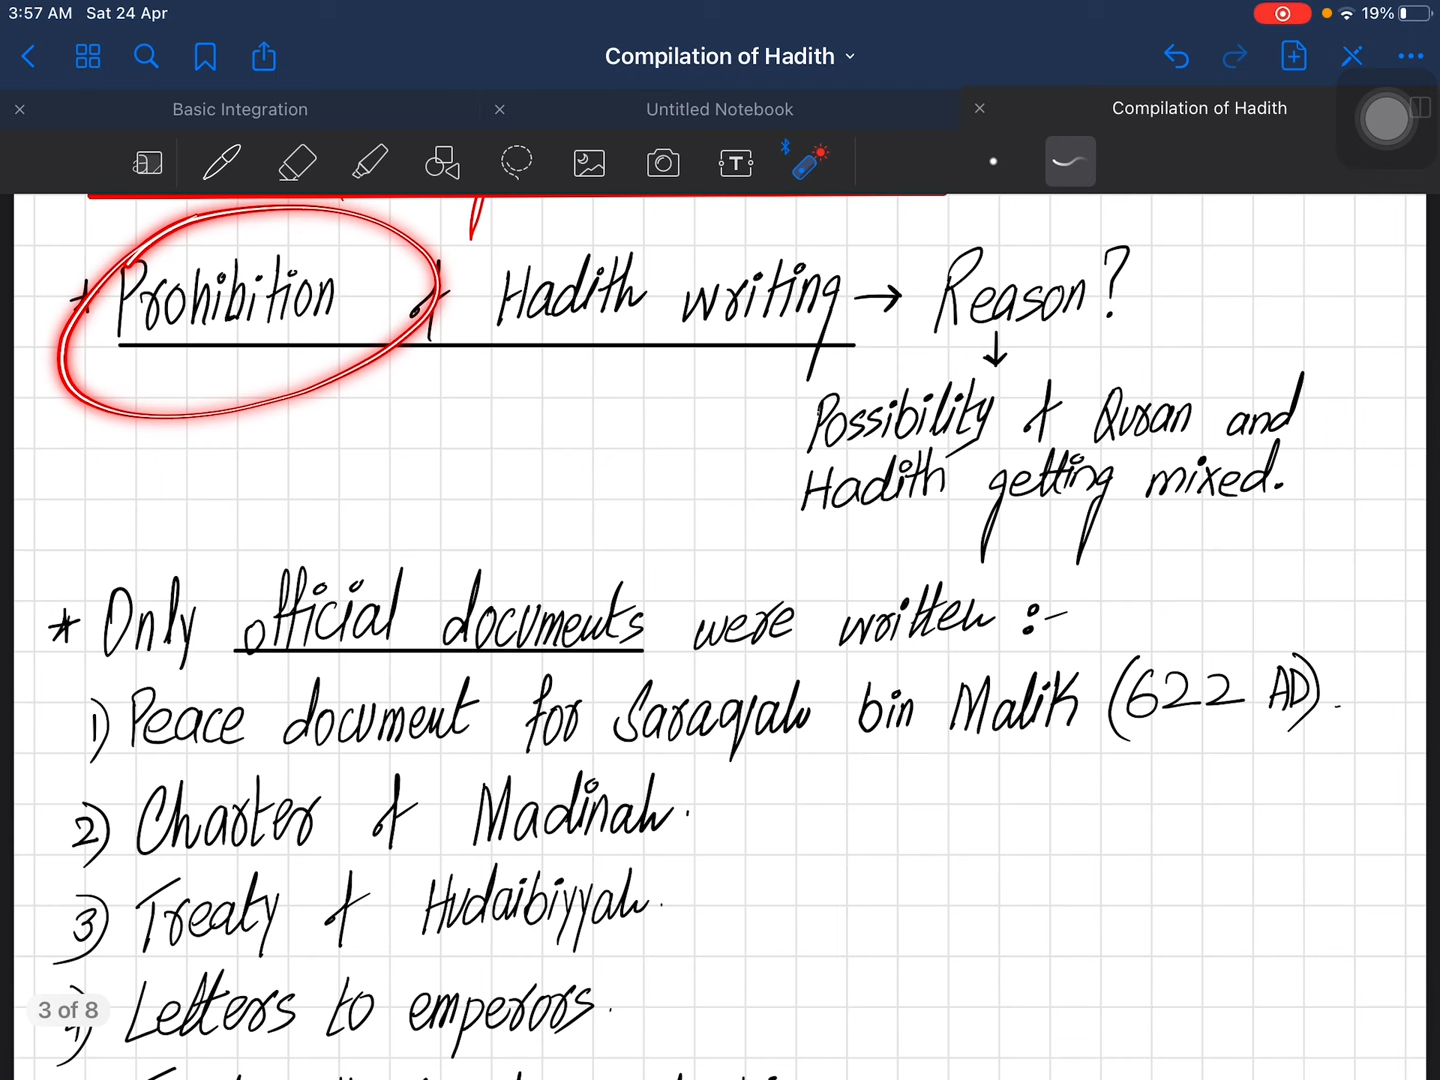 3:57 AM Sat 24 Apr 19%
Compilation of Hadith
Basic Integration Untitled Notebook Compilation of Hadith
* Prohibition of Hadith writing → Reason?
↓
Possibility of Quran and
Hadith getting mixed.
* Only official documents were written :-
1) Peace document for Saraqah bin Malik (622 AD).
2) Charter of Madinah.
3) Treaty of Hudaibiyyah.
4) Letters to emperors.
3 of 8